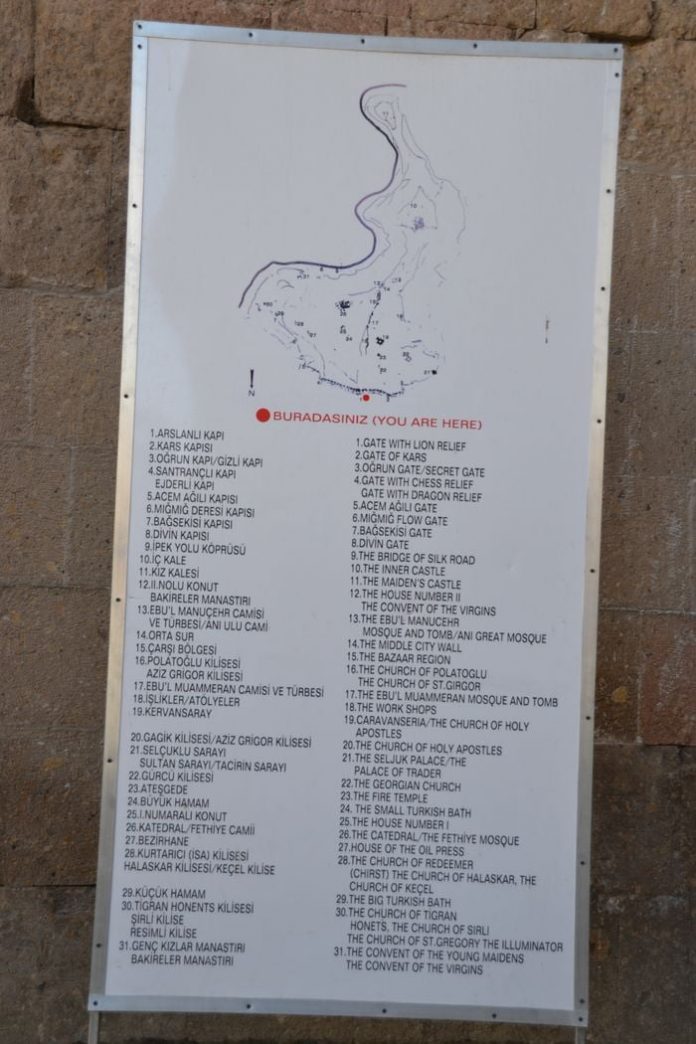 N
BURADASINIZ (YOU ARE HERE)
1.ARSLANLI KAPI
2.KARS KAPISI
3.OĞRUN KAPI/GİZLİ KAPI
4.SANTRANÇLI KAPI
EJDERLİ KAPI
5.ACEM AĞILI KAPISI
6.MIĞMIĞ DERESI KAPISI
7.BAĞSEKİSI KAPISI
8.DİVİN KAPISI
9.İPEK YOLU KÖPRÜSÜ
10.İÇ KALE
11.KIZ KALESİ
12.II.NOLU KONUT
BAKİRELER MANASTIRI
13.EBU'L MANUÇEHR CAMİSİ
VE TÜRBESİ/ANI ULU CAMİ
14.ORTA SUR
15.ÇARŞI BÖLGESİ
16.POLATOĞLU KİLİSESİ
AZİZ GRİGOR KİLİSESİ
17.EBU'L MUAMMERAN CAMİSİ VE TÜRBESİ
18.İŞLİKLER/ATÖLYELER
19.KERVANSARAY
20.GAGİK KİLİSESİ/AZİZ GRİGOR KİLİSESİ
21.SELÇUKLU SARAYI
SULTAN SARAYI/TACİRİN SARAYI
22.GÜRCÜ KİLİSESİ
23.ATEŞGEDE
24.BÜYÜK HAMAM
25.I.NUMARALI KONUT
26.KATEDRAL/FETHİYE CAMİİ
27.BEZİRHANE
28.KURTARICI (İSA) KİLİSESİ
HALASKAR KİLİSESİ/KEÇEL KİLİSE
29.KÜÇÜK HAMAM
30.TİGRAN HONENTS KİLİSESİ
ŞIRLI KİLİSE
RESİMLİ KİLİSE
31.GENÇ KIZLAR MANAŞTIRI
BAKİRELER MANAŞTIRI
1.GATE WITH LION RELIEF
2.GATE OF KARS
3.OĞRUN GATE/SECRET GATE
4.GATE WITH CHESS RELIEF
GATE WITH DRAGON RELIEF
5.ACEM AĞILI GATE
6.MIĞMIĞ FLOW GATE
7.BAĞSEKİSİ GATE
8.DİVİN GATE
9.THE BRIDGE OF SILK ROAD
10.THE INNER CASTLE
11.THE MAIDEN'S CASTLE
12.THE HOUSE NUMBER II
THE CONVENT OF THE VIRGINS
13.THE EBU'L MANUCEHR
MOSQUE AND TOMB/ANI GREAT MOSQUE
14.THE MIDDLE CITY WALL
15.THE BAZAAR REGION
16.THE CHURCH OF POLATOGLU
THE CHURCH OF ST.GIRGOR
17.THE EBU'L MUAMMERAN MOSQUE AND TOMB
18.THE WORK SHOPS
19.CARAVANSERIA/THE CHURCH OF HOLY
APOSTLES
20.THE CHURCH OF HOLY APOSTLES
21.THE SELJUK PALACE/THE
PALACE OF TRADER
22.THE GEORGIAN CHURCH
23.THE FIRE TEMPLE
24. THE SMALL TURKISH BATH
25.THE HOUSE NUMBER I
26.THE CATEDRAL/THE FETHİYE MOSQUE
27.HOUSE OF THE OIL PRESS
28.THE CHURCH OF REDEEMER
(CHIRST) THE CHURCH OF HALASKAR, THE
CHURCH OF KEÇEL
29.THE BIG TURKISH BATH
30.THE CHURCH OF TİGRAN
HONETS, THE CHURCH OF SIRLI
THE CHURCH OF ST.GREGORY THE ILLUMINATOR
31.THE CONVENT OF THE YOUNG MAIDENS
THE CONVENT OF THE VIRGINS